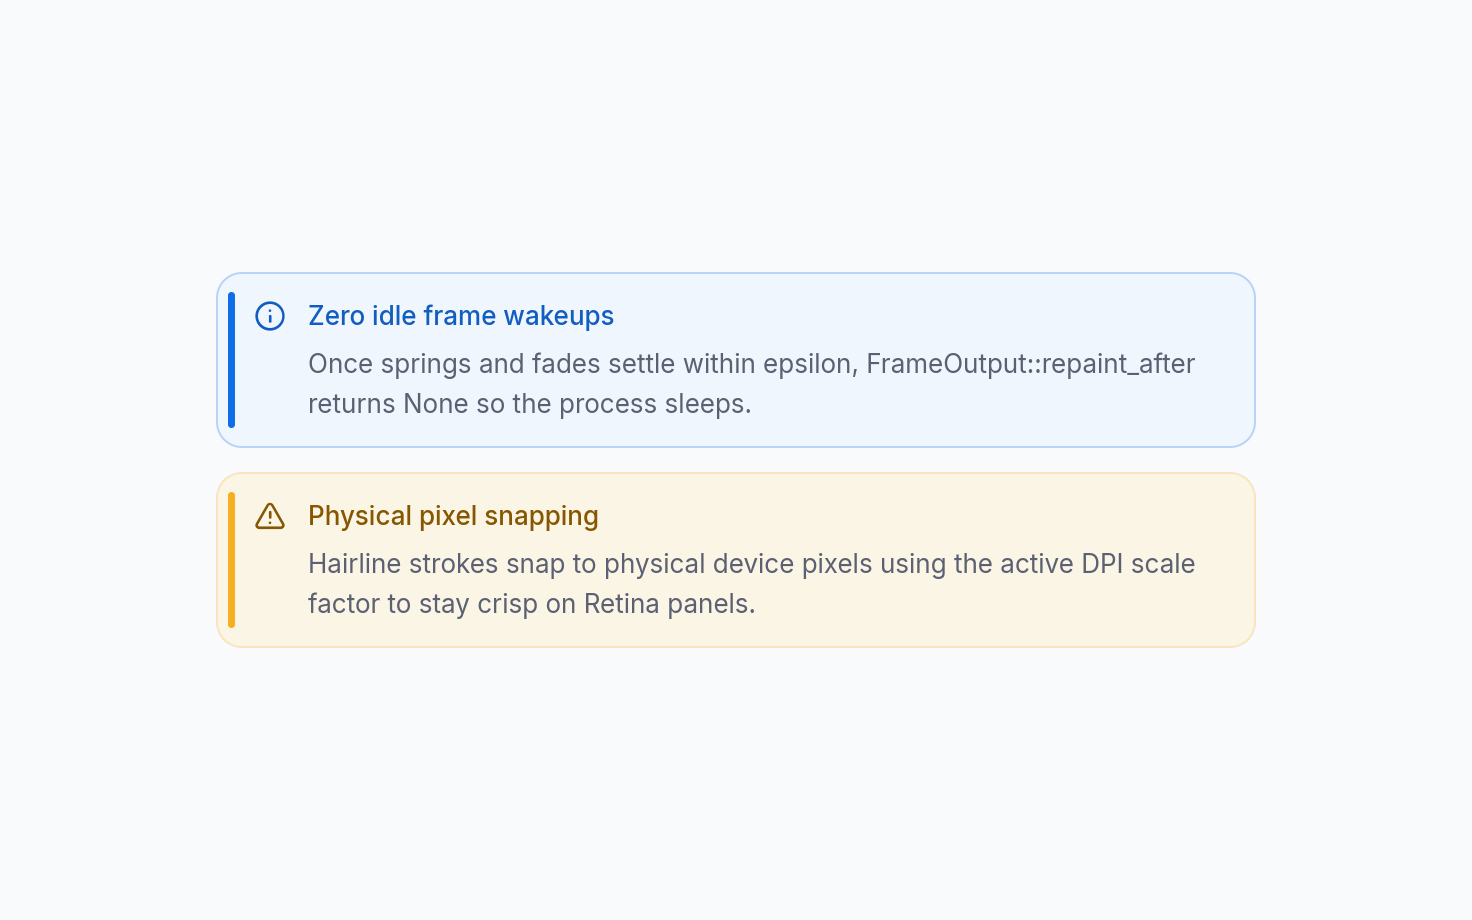 Zero idle frame wakeups
Once springs and fades settle within epsilon, FrameOutput::repaint_after
returns None so the process sleeps.
Physical pixel snapping
Hairline strokes snap to physical device pixels using the active DPI scale
factor to stay crisp on Retina panels.